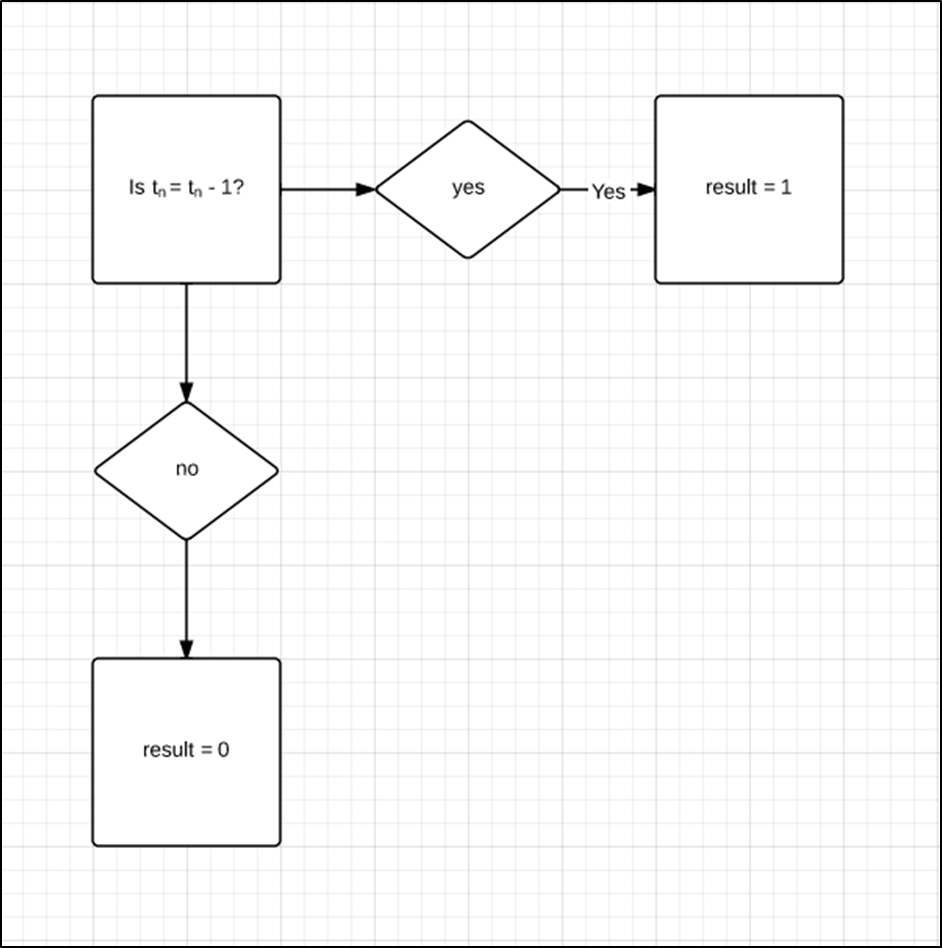 Is tₙ = tₙ - 1?
yes
Yes
result = 1
no
result = 0